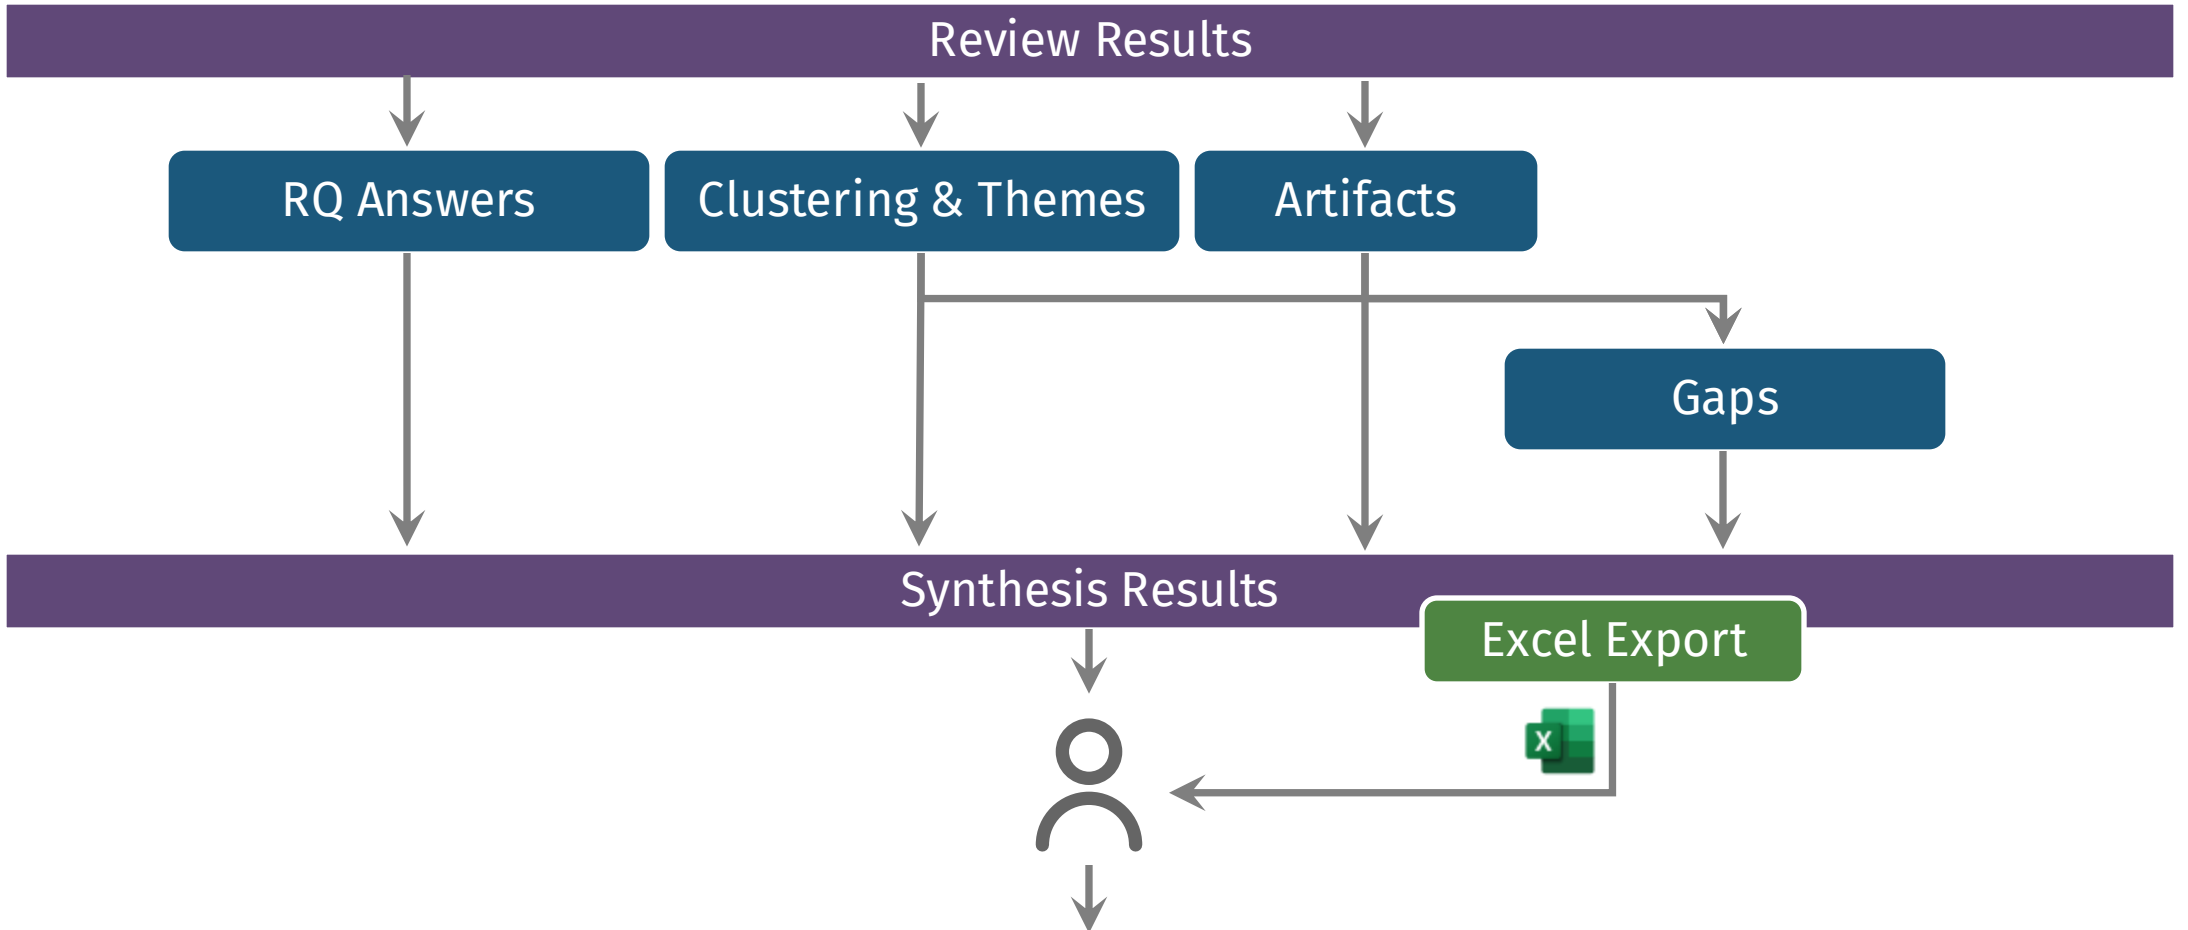 Review Results
RQ Answers
Clustering & Themes
Artifacts
Gaps
Synthesis Results
Excel Export
X